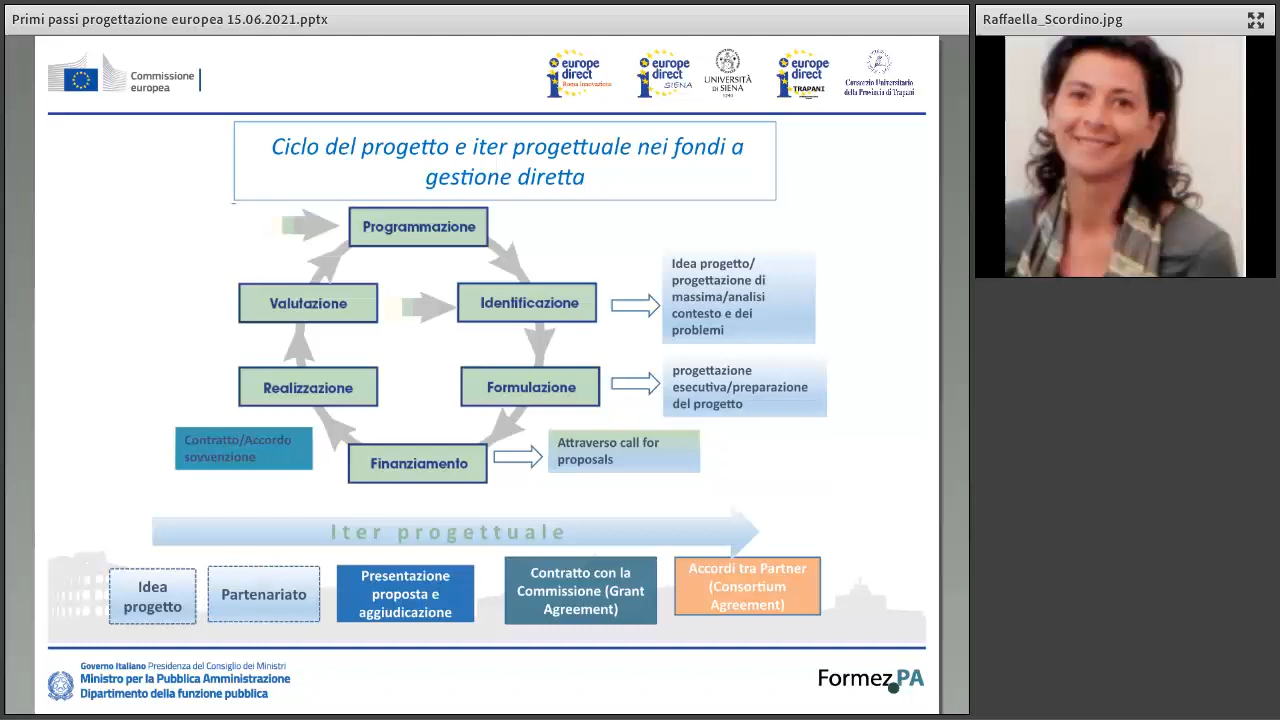 Primi passi progettazione europea 15.06.2021.pptx
Raffaella_Scordino.jpg
Commissione
europea
europe
direct
Roma Innovazione
europe
direct
SIENA
UNIVERSITÀ
DI SIENA
1240
europe
direct
TRAPANI
Consorzio Universitario
della Provincia di Trapani
Ciclo del progetto e iter progettuale nei fondi a
gestione diretta
Programmazione
Valutazione
Identificazione
Idea progetto/
progettazione di
massima/analisi
contesto e dei
problemi
Realizzazione
Formulazione
progettazione
esecutiva/preparazione
del progetto
Contratto/Accordo
sovvenzione
Finanziamento
Attraverso call for
proposals
Iter progettuale
Idea
progetto
Partenariato
Presentazione
proposta e
aggiudicazione
Contratto con la
Commissione (Grant
Agreement)
Accordi tra Partner
(Consortium
Agreement)
Governo Italiano Presidenza del Consiglio dei Ministri
Ministro per la Pubblica Amministrazione
Dipartimento della funzione pubblica
Formez PA